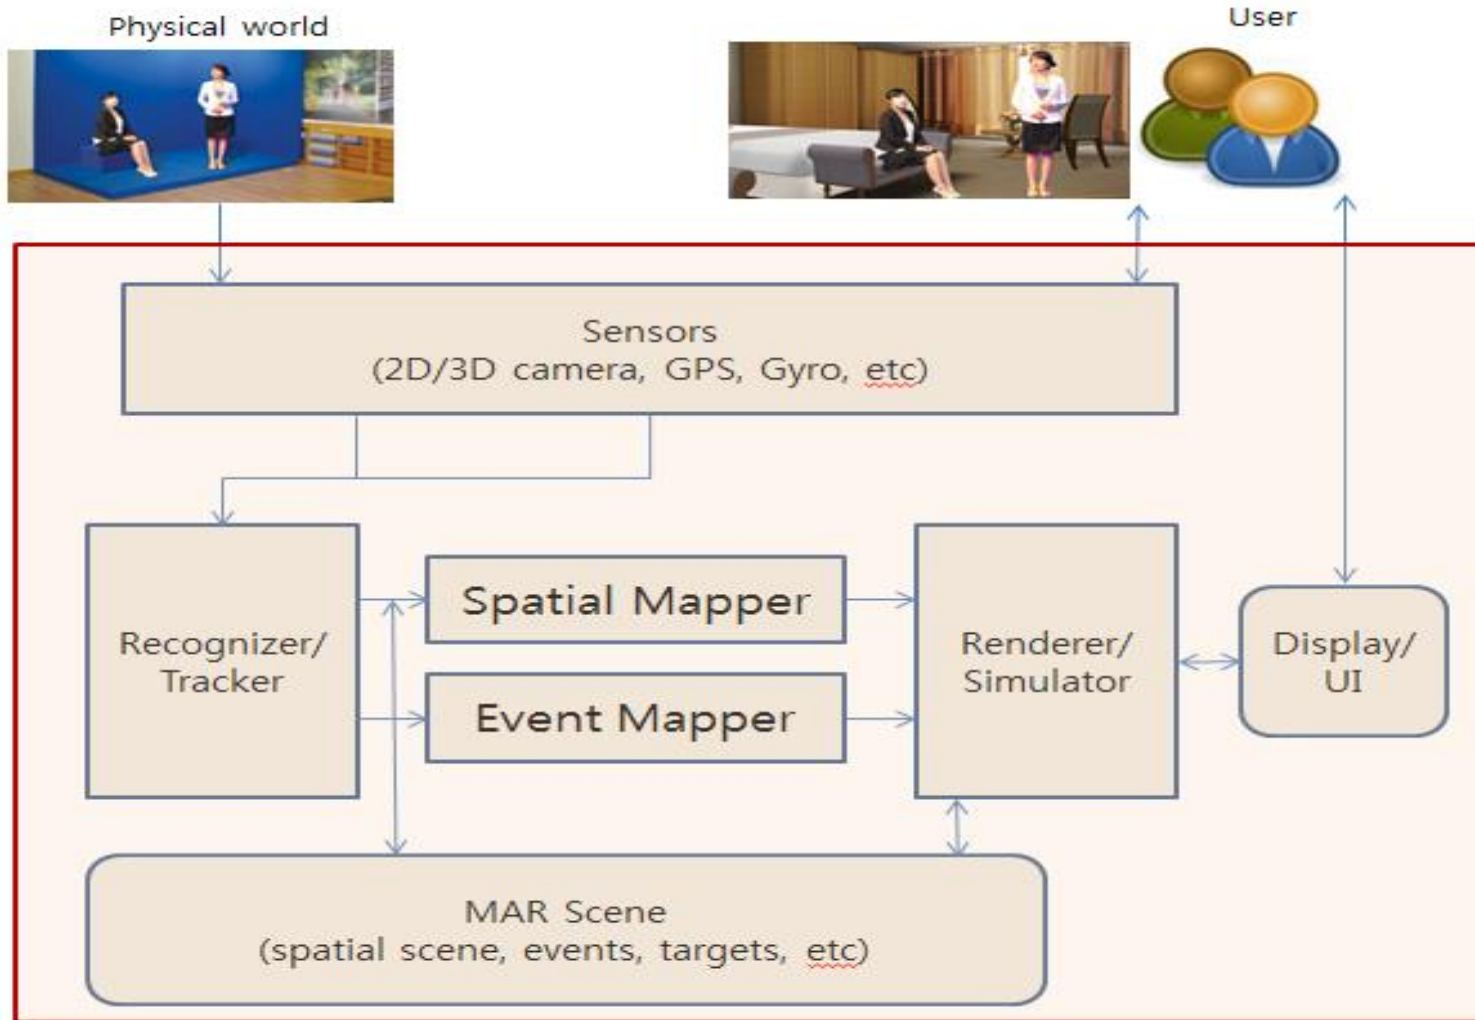 Physical world
User
Sensors
(2D/3D camera, GPS, Gyro, etc)
Recognizer/
Tracker
Spatial Mapper
Event Mapper
Renderer/
Simulator
Display/
UI
MAR Scene
(spatial scene, events, targets, etc)